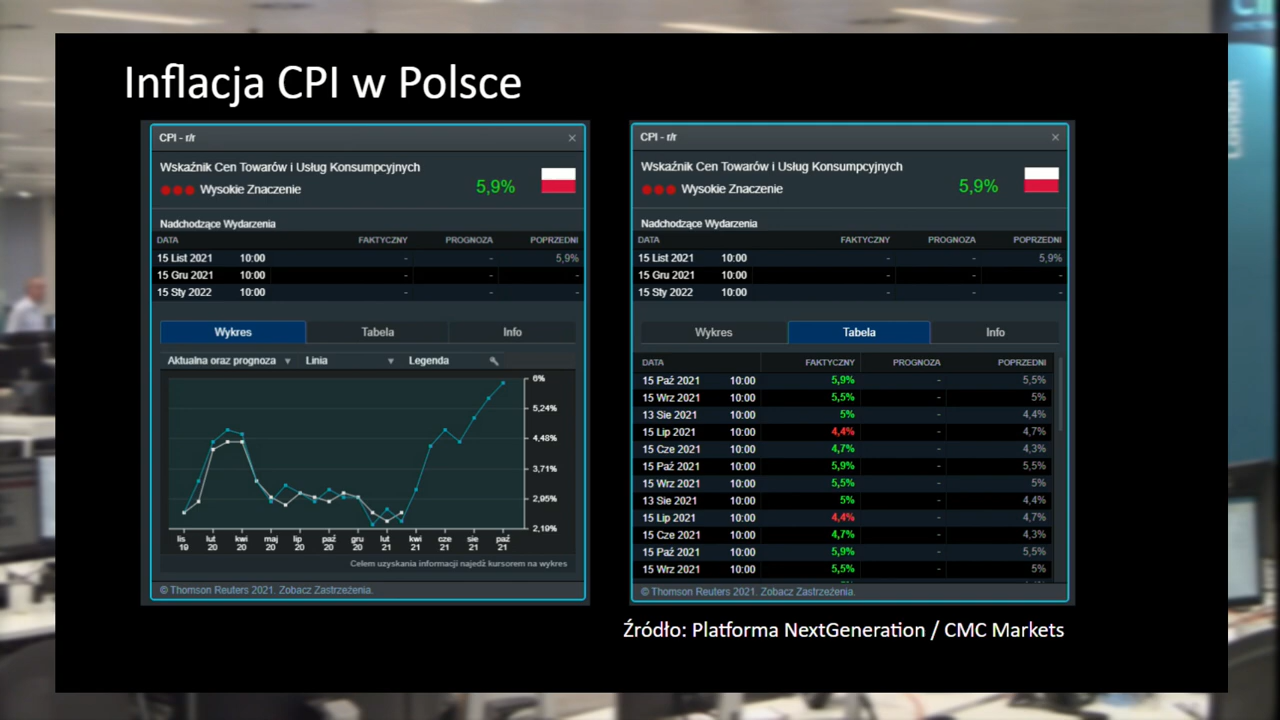 Inflacja CPI w Polsce
CPI - r/r ×
Wskaźnik Cen Towarów i Usług Konsumpcyjnych
Wysokie Znaczenie 5,9%
Nadchodzące Wydarzenia
DATA FAKTYCZNY PROGNOZA POPRZEDNI
15 List 2021 10:00 - - 5,9%
15 Gru 2021 10:00 - - -
15 Sty 2022 10:00 - - -
Wykres Tabela Info
Aktualna oraz prognoza Linia Legenda
6%
5,24%
4,48%
3,71%
2,95%
2,19%
lis lut kwi maj lip paź gru lut kwi cze sie paź
19 20 20 20 20 20 20 21 21 21 21 21
Celem uzyskania informacji najedź kursorem na wykres
© Thomson Reuters 2021. Zobacz Zastrzeżenia.
CPI - r/r ×
Wskaźnik Cen Towarów i Usług Konsumpcyjnych
Wysokie Znaczenie 5,9%
Nadchodzące Wydarzenia
DATA FAKTYCZNY PROGNOZA POPRZEDNI
15 List 2021 10:00 - - 5,9%
15 Gru 2021 10:00 - - -
15 Sty 2022 10:00 - - -
Wykres Tabela Info
DATA FAKTYCZNY PROGNOZA POPRZEDNI
15 Paź 2021 10:00 5,9% - 5,5%
15 Wrz 2021 10:00 5,5% - 5%
13 Sie 2021 10:00 5% - 4,4%
15 Lip 2021 10:00 4,4% - 4,7%
15 Cze 2021 10:00 4,7% - 4,3%
15 Paź 2021 10:00 5,9% - 5,5%
15 Wrz 2021 10:00 5,5% - 5%
13 Sie 2021 10:00 5% - 4,4%
15 Lip 2021 10:00 4,4% - 4,7%
15 Cze 2021 10:00 4,7% - 4,3%
15 Paź 2021 10:00 5,9% - 5,5%
15 Wrz 2021 10:00 5,5% - 5%
© Thomson Reuters 2021. Zobacz Zastrzeżenia.
Źródło: Platforma NextGeneration / CMC Markets
London